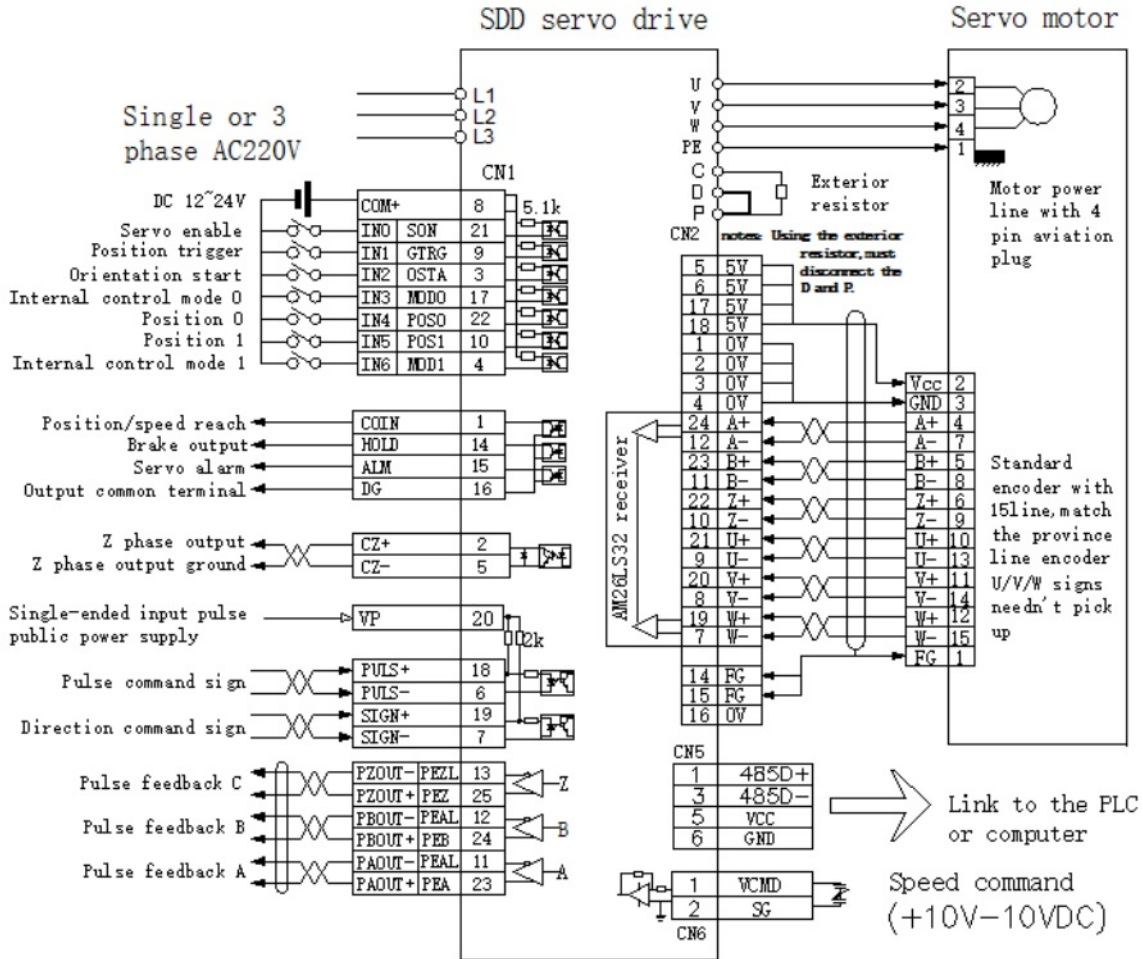 SDD servo drive
Servo motor
Single or 3
phase AC220V
L1
L2
L3
U
V
W
PE
C
D
P
2
3
4
1
Exterior
resistor
Motor power
line with 4
pin aviation
plug
notes: Using the exterior
resistor,must
disconnect the
D and P.
CN1
DC 12~24V COM+ 8 5.1k
Servo enable IN0 SON 21
Position trigger IN1 GTRG 9
Orientation start IN2 OSTA 3
Internal control mode 0 IN3 MOD0 17
Position 0 IN4 POS0 22
Position 1 IN5 POS1 10
Internal control mode 1 IN6 MOD1 4
Position/speed reach COIN 1
Brake output HOLD 14
Servo alarm ALM 15
Output common terminal DG 16
Z phase output CZ+ 2
Z phase output ground CZ- 5
Single-ended input pulse
public power supply
VP 20
2k
Pulse command sign
PULS+ 18
PULS- 6
Direction command sign
SIGN+ 19
SIGN- 7
Pulse feedback C
PZOUT- PEZL 13
PZOUT+ PEZ 25
Z
Pulse feedback B
PBOUT- PEAL 12
PBOUT+ PEB 24
B
Pulse feedback A
PAOUT- PEAL 11
PAOUT+ PEA 23
A
CN2
5 5V
6 5V
17 5V
18 5V
1 0V
2 0V
3 0V
4 0V
24 A+
12 A-
23 B+
11 B-
22 Z+
10 Z-
21 U+
9 U-
20 V+
8 V-
19 W+
7 W-
14 FG
15 FG
16 0V
AM26LS32 receiver
Vcc 2
GND 3
A+ 4
A- 7
B+ 5
B- 8
Z+ 6
Z- 9
U+ 10
U- 13
V+ 11
V- 14
W+ 12
W- 15
FG 1
Standard
encoder with
15line,match
the province
line encoder
U/V/W signs
needn't pick
up
CN5
1 485D+
3 485D-
5 VCC
6 GND
Link to the PLC
or computer
1 VCMD
2 SG
CN6
Speed command
(+10V-10VDC)